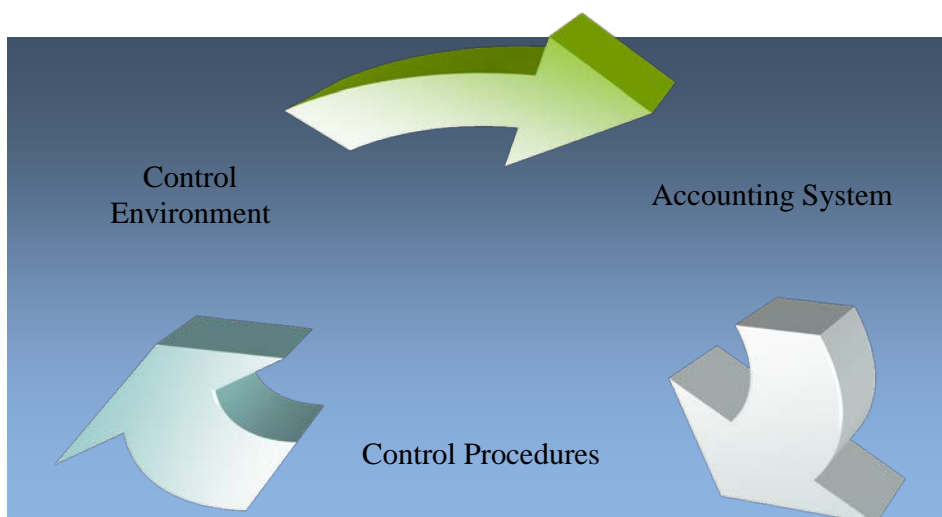 Control
Environment
Accounting System
Control Procedures